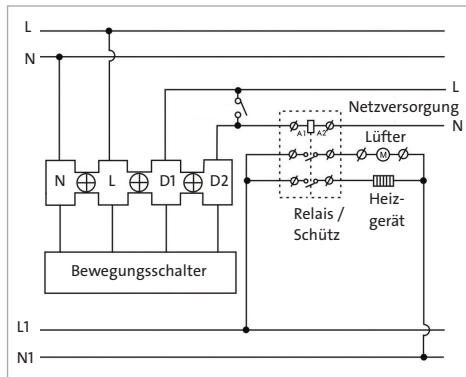 L
N
L
Netzversorgung
N
A1 A2
Lüfter
M
N L D1 D2
Relais /
Schütz
Heiz-
gerät
Bewegungsschalter
L1
N1